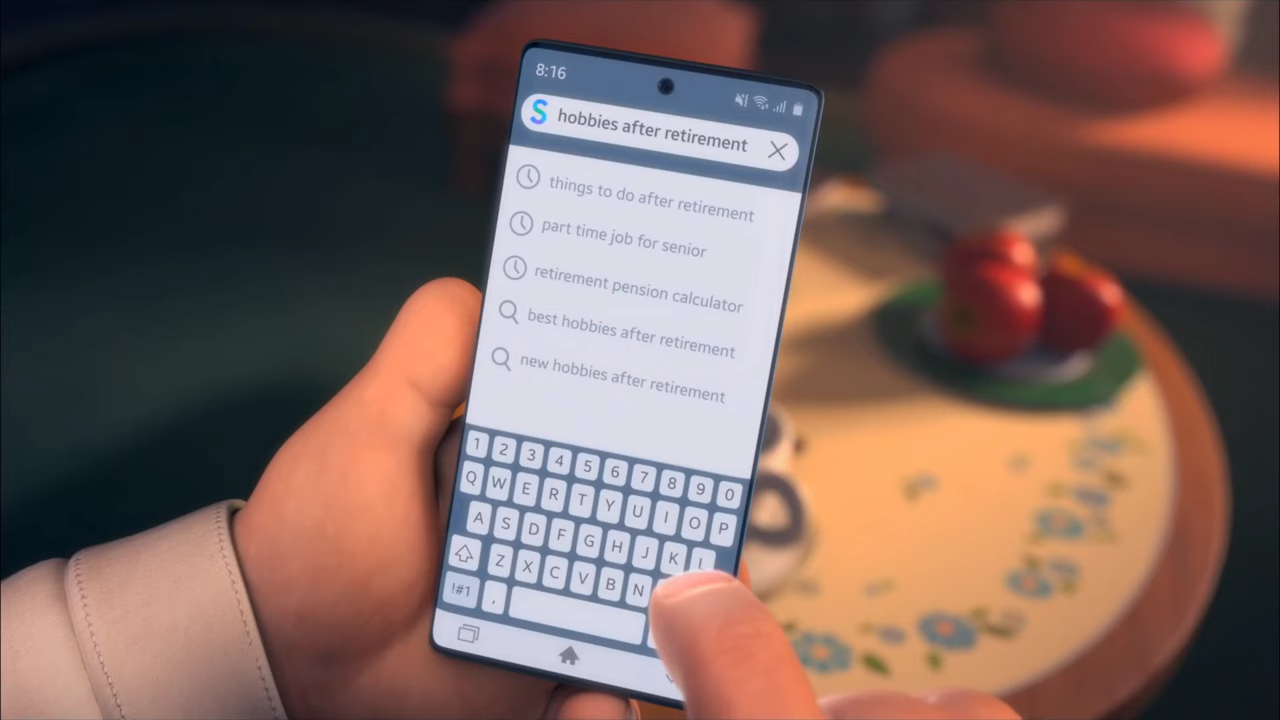 8:16
S hobbies after retirement
things to do after retirement
part time job for senior
retirement pension calculator
best hobbies after retirement
new hobbies after retirement
1 2 3 4 5 6 7 8 9 0
Q W E R T Y U I O P
A S D F G H J K L
Z X C V B N
!#1 ,